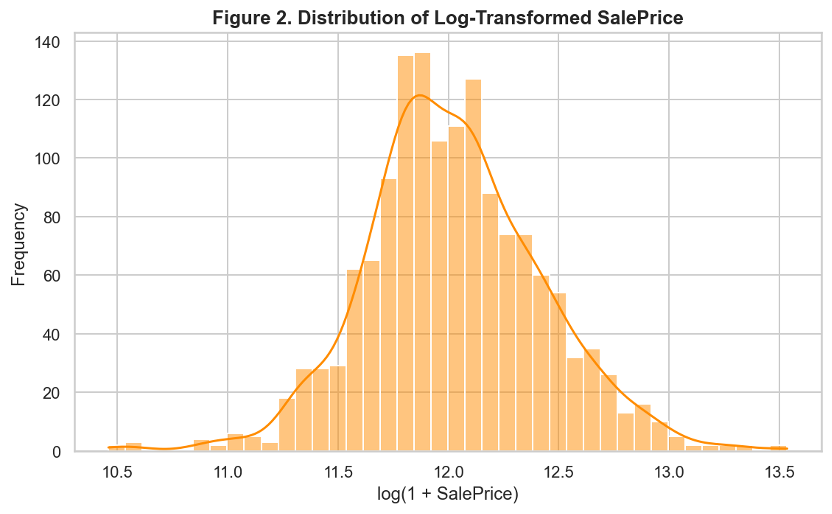 Figure 2. Distribution of Log-Transformed SalePrice
140
120
100
80
60
40
20
0
Frequency
10.5 11.0 11.5 12.0 12.5 13.0 13.5
log(1 + SalePrice)